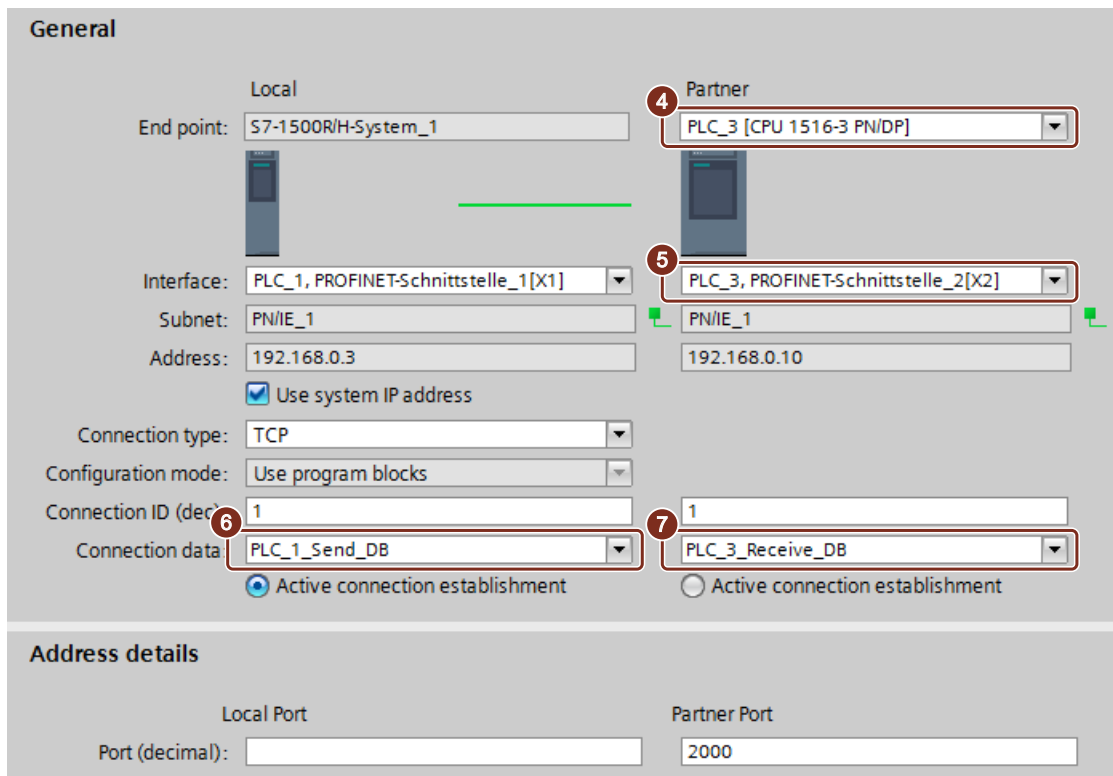 General
Local Partner
4
End point: S7-1500R/H-System_1 PLC_3 [CPU 1516-3 PN/DP]
5
Interface: PLC_1, PROFINET-Schnittstelle_1[X1] PLC_3, PROFINET-Schnittstelle_2[X2]
Subnet: PN/IE_1 PN/IE_1
Address: 192.168.0.3 192.168.0.10
Use system IP address
Connection type: TCP
Configuration mode: Use program blocks
Connection ID (dec) 1 1
6 7
Connection data: PLC_1_Send_DB PLC_3_Receive_DB
Active connection establishment Active connection establishment
Address details
Local Port Partner Port
Port (decimal): 2000